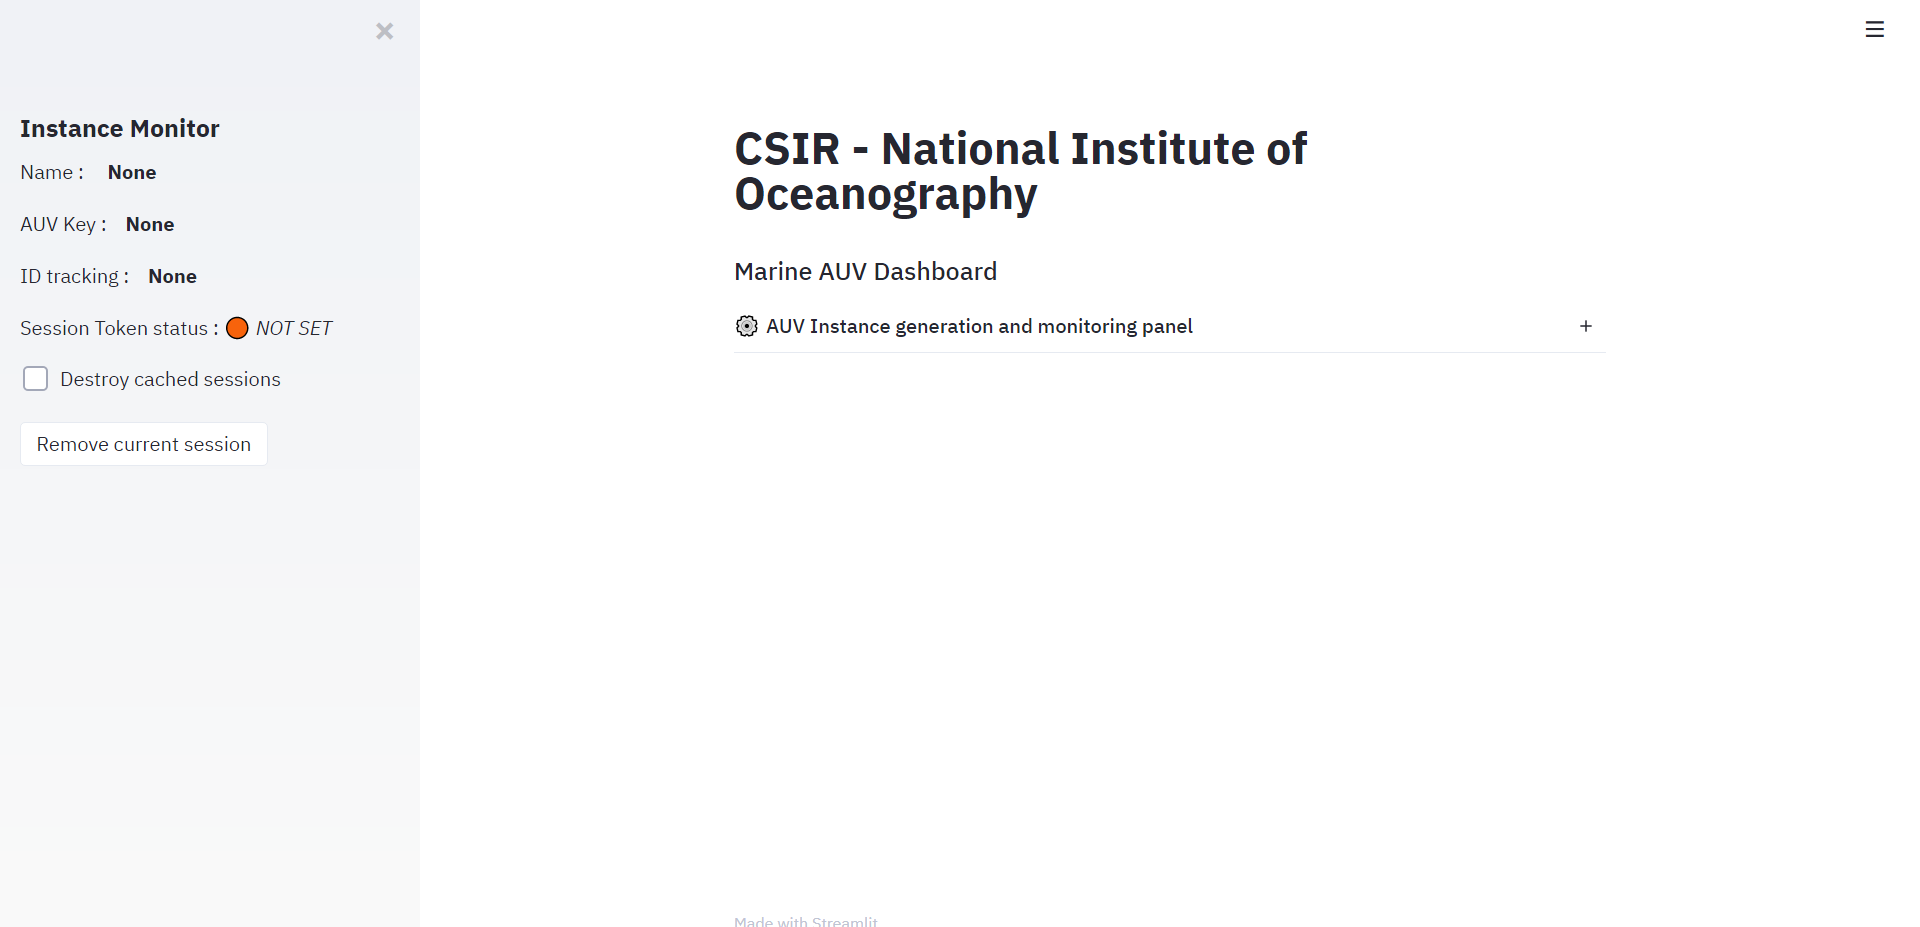 Instance Monitor
Name : None
AUV Key : None
ID tracking : None
Session Token status : NOT SET
Destroy cached sessions
Remove current session
CSIR - National Institute of
Oceanography
Marine AUV Dashboard
AUV Instance generation and monitoring panel
Made with Streamlit